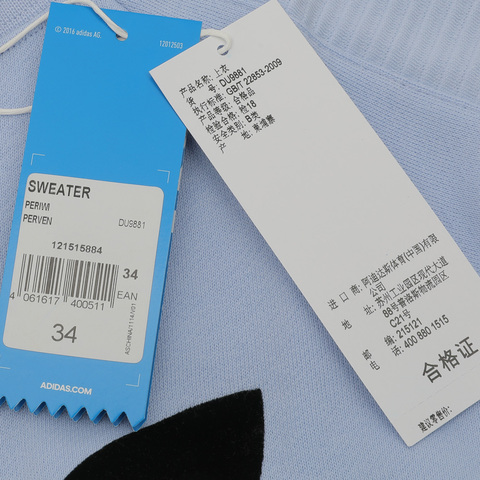 © 2016 adidas AG
12012503
SWEATER
PERIWI
PERVEN
DU9881
121515884
34
EAN
4 061617 400511
34
ASCHINA/1114/V01
ADIDAS.COM
产品名称: 上衣
货 号: DU9881
执行标准: GB/T 22853-2009
产品等级: 合格品
检验合格: 检18
安全类别: B类
产 地: 柬埔寨
进 口 商: 阿迪达斯体育(中国)有限
公司
地 址: 苏州工业园区现代大道
88号普洛斯物流园区
C21号
邮 编: 215121
电 话: 400 880 1515
合格证
建议零售价: